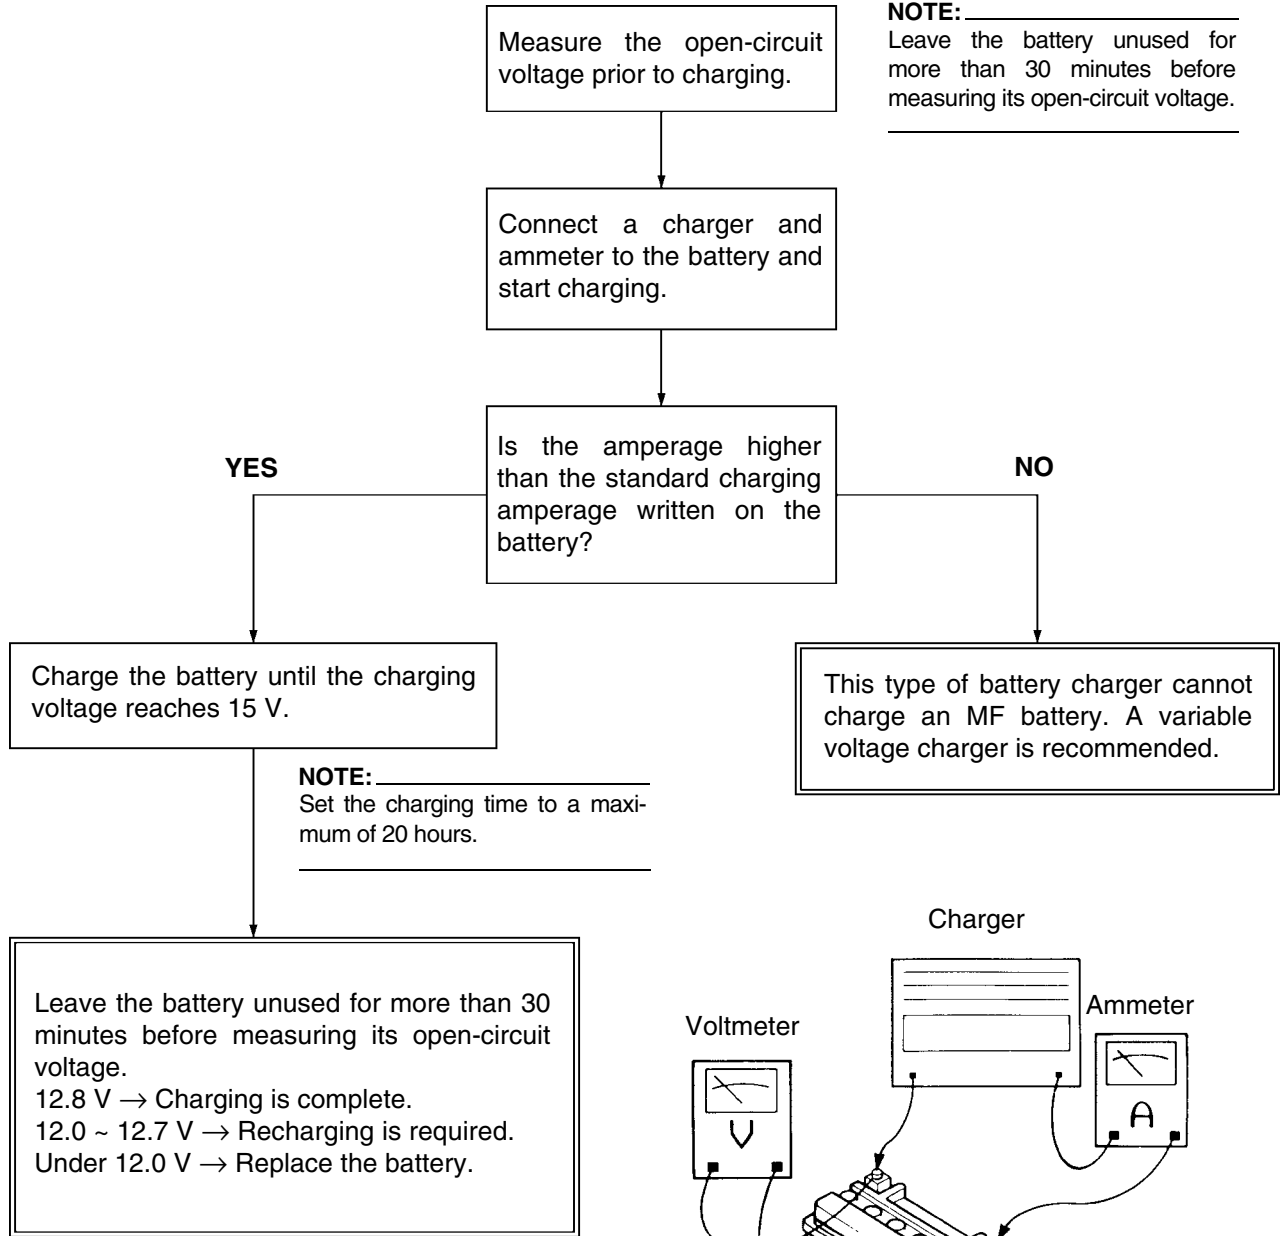 Measure the open-circuit
voltage prior to charging.
NOTE:
Leave the battery unused for
more than 30 minutes before
measuring its open-circuit voltage.
Connect a charger and
ammeter to the battery and
start charging.
Is the amperage higher
than the standard charging
amperage written on the
battery?
YES
NO
Charge the battery until the charging
voltage reaches 15 V.
This type of battery charger cannot
charge an MF battery. A variable
voltage charger is recommended.
NOTE:
Set the charging time to a maxi-
mum of 20 hours.
Leave the battery unused for more than 30
minutes before measuring its open-circuit
voltage.
12.8 V → Charging is complete.
12.0 ~ 12.7 V → Recharging is required.
Under 12.0 V → Replace the battery.
Charger
Ammeter
Voltmeter
A
V